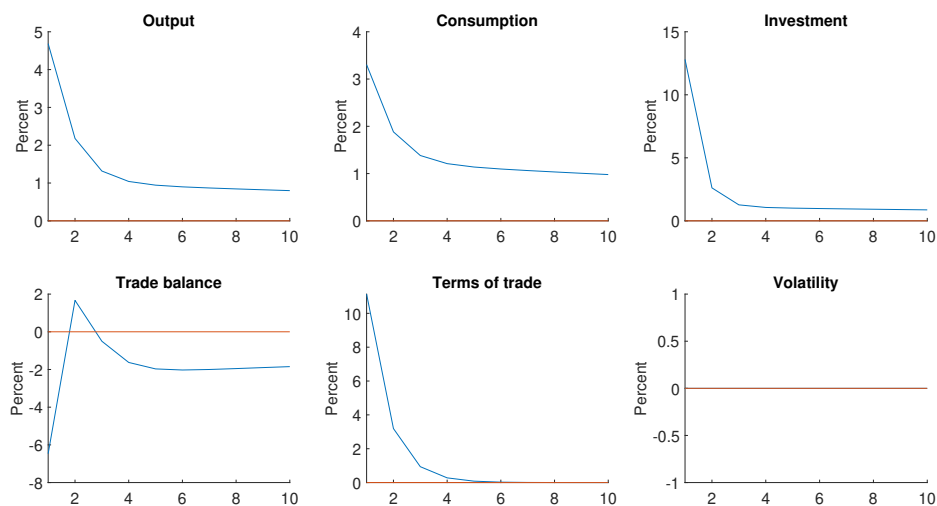 Output
5
4
3
2
1
0
Percent
2 4 6 8 10
Consumption
4
3
2
1
0
Percent
2 4 6 8 10
Investment
15
10
5
0
Percent
2 4 6 8 10
Trade balance
2
0
-2
-4
-6
-8
Percent
2 4 6 8 10
Terms of trade
10
8
6
4
2
0
Percent
2 4 6 8 10
Volatility
1
0.5
0
-0.5
-1
Percent
2 4 6 8 10